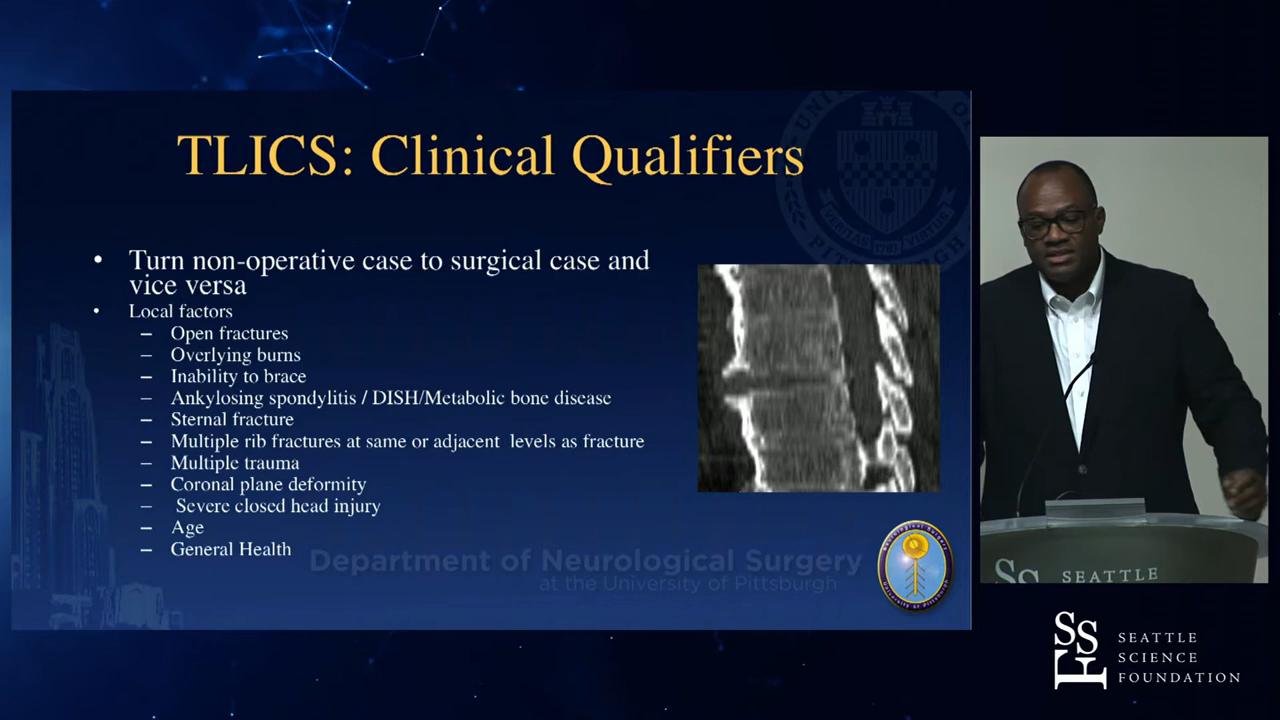 TLICS: Clinical Qualifiers
• Turn non-operative case to surgical case and
vice versa
• Local factors
– Open fractures
– Overlying burns
– Inability to brace
– Ankylosing spondylitis / DISH/Metabolic bone disease
– Sternal fracture
– Multiple rib fractures at same or adjacent levels as fracture
– Multiple trauma
– Coronal plane deformity
– Severe closed head injury
– Age
– General Health
Department of Neurological Surgery
at the University of Pittsburgh
SEATTLE
SSF
SEATTLE
SCIENCE
FOUNDATION